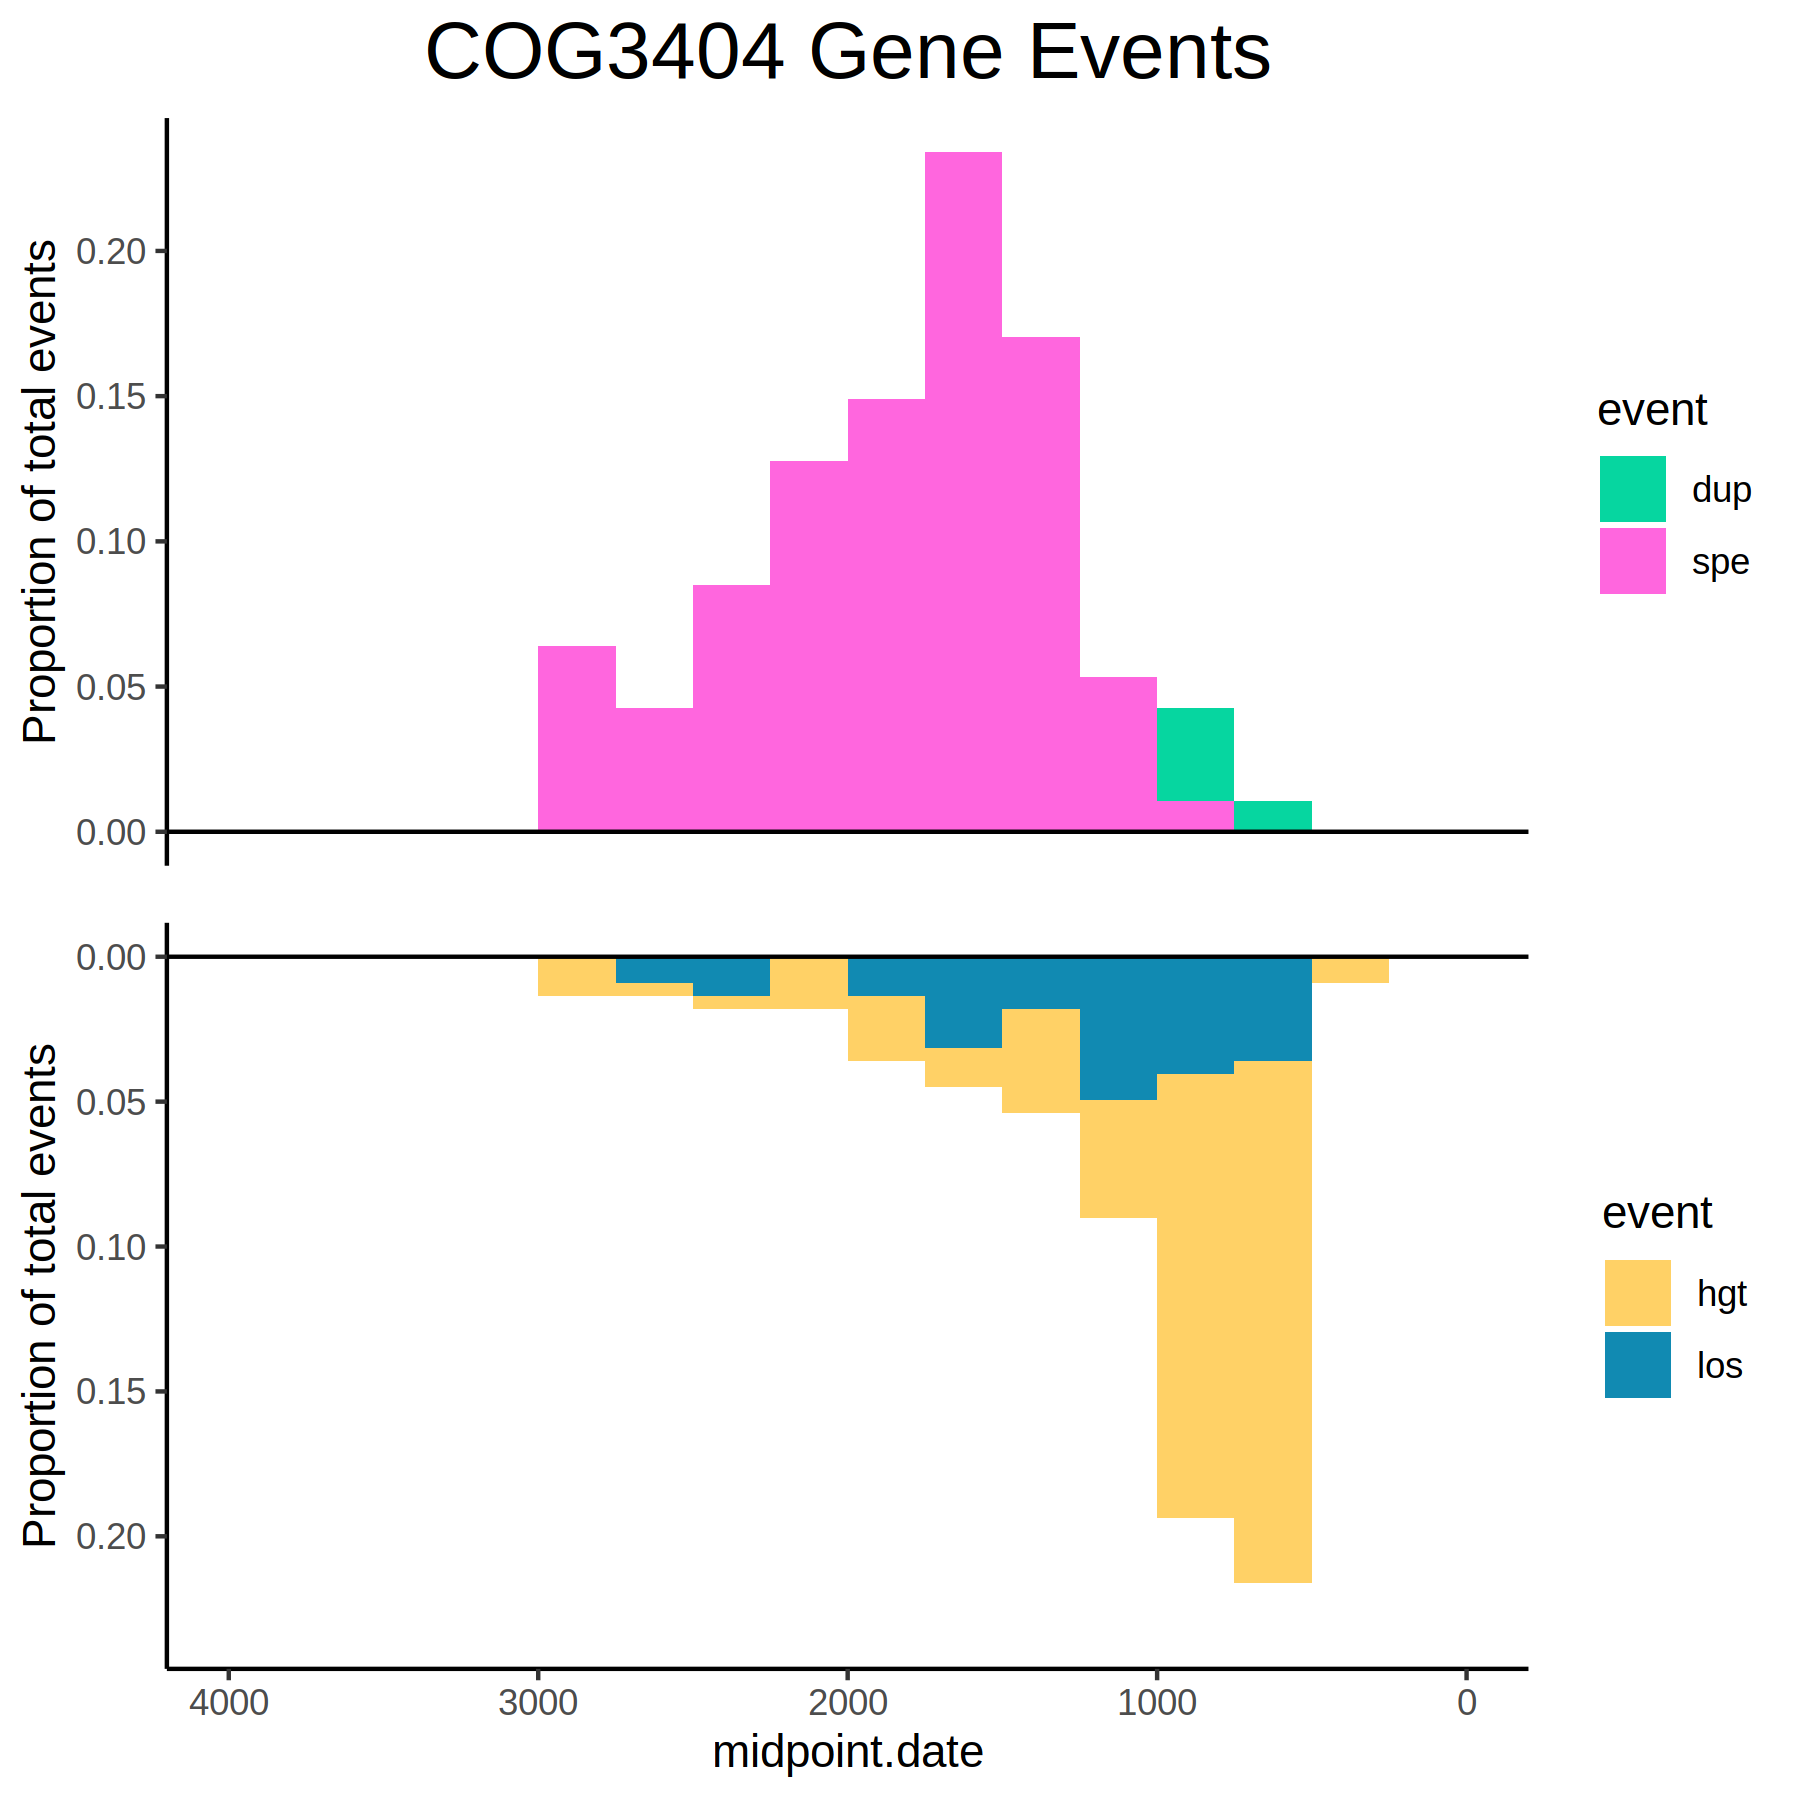 COG3404 Gene Events
Proportion of total events
0.20
0.15
0.10
0.05
0.00
event
dup
spe
Proportion of total events
0.00
0.05
0.10
0.15
0.20
event
hgt
los
4000 3000 2000 1000 0
midpoint.date